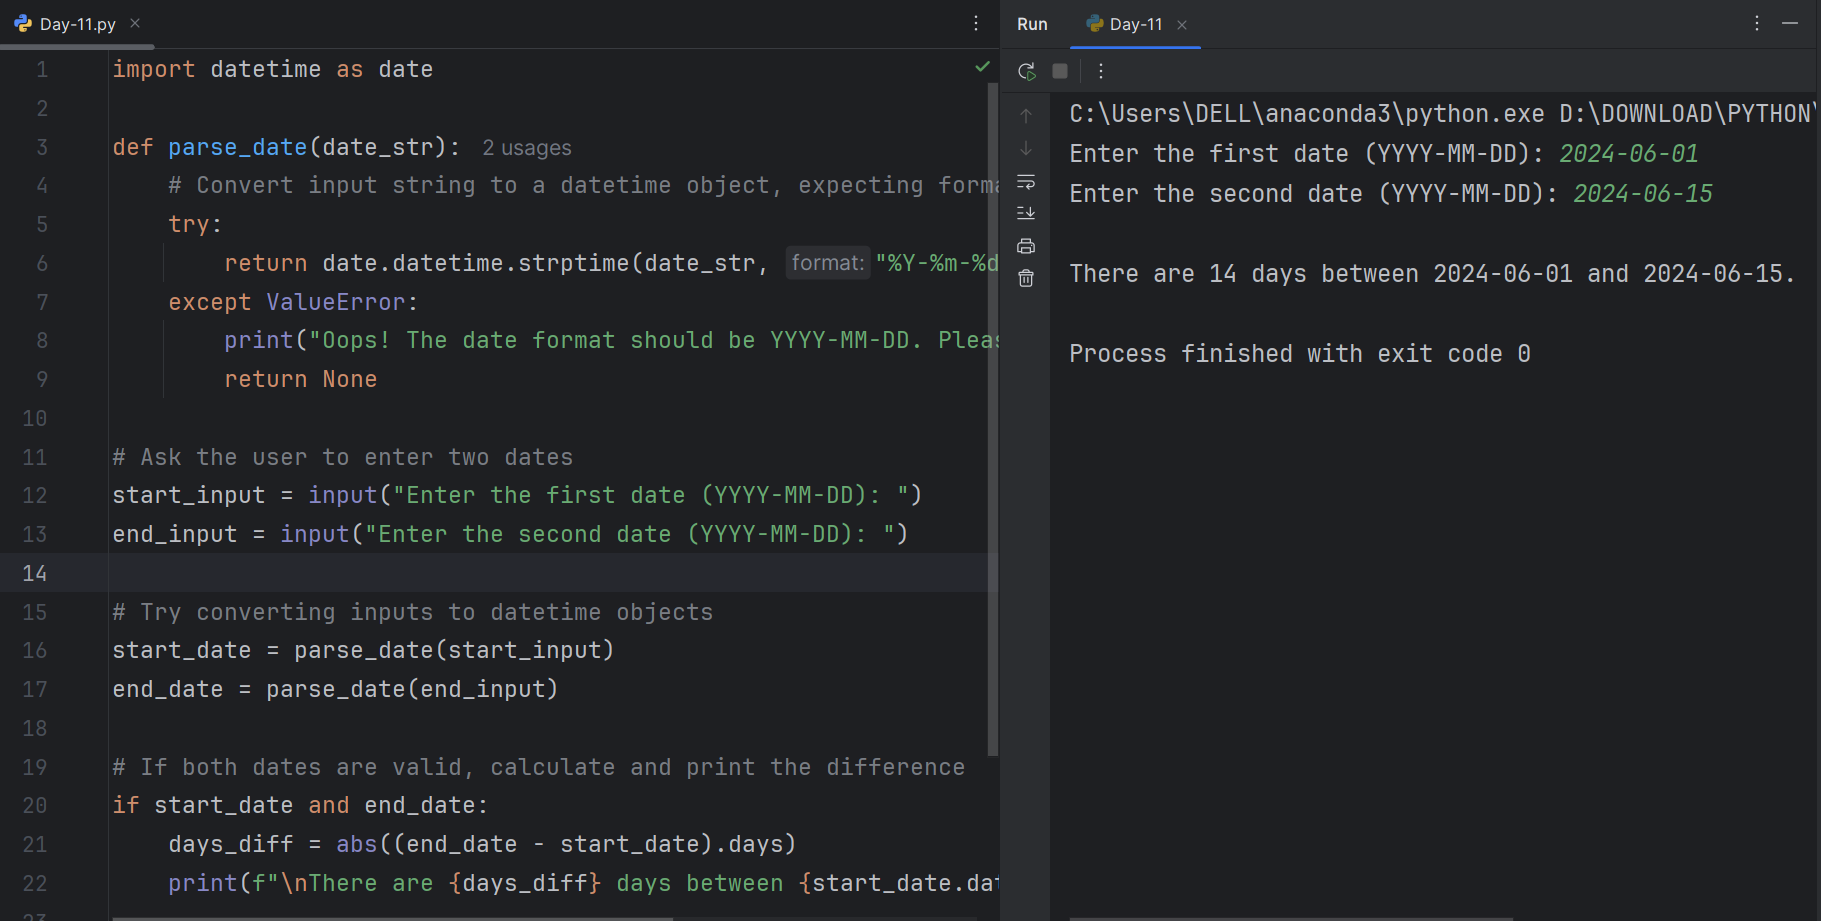 Day-11.py
1 import datetime as date
2
3 def parse_date(date_str): 2 usages
4 # Convert input string to a datetime object, expecting forma
5 try:
6 return date.datetime.strptime(date_str, format: "%Y-%m-%d
7 except ValueError:
8 print("Oops! The date format should be YYYY-MM-DD. Pleas
9 return None
10
11 # Ask the user to enter two dates
12 start_input = input("Enter the first date (YYYY-MM-DD): ")
13 end_input = input("Enter the second date (YYYY-MM-DD): ")
14
15 # Try converting inputs to datetime objects
16 start_date = parse_date(start_input)
17 end_date = parse_date(end_input)
18
19 # If both dates are valid, calculate and print the difference
20 if start_date and end_date:
21 days_diff = abs((end_date - start_date).days)
22 print(f"\nThere are {days_diff} days between {start_date.dat
23
Run Day-11
C:\Users\DELL\anaconda3\python.exe D:\DOWNLOAD\PYTHON\
Enter the first date (YYYY-MM-DD): 2024-06-01
Enter the second date (YYYY-MM-DD): 2024-06-15
There are 14 days between 2024-06-01 and 2024-06-15.
Process finished with exit code 0